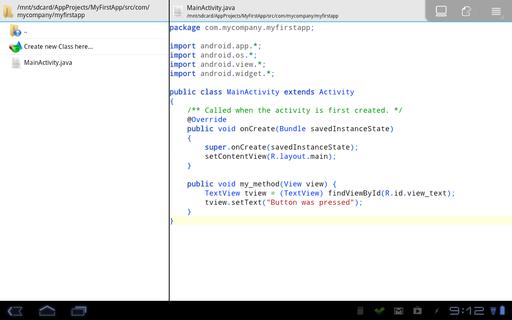 /mnt/sdcard/AppProjects/MyFirstApp/src/com/
mycompany/myfirstapp
..
Create new Class here...
MainActivity.java
MainActivity.java
/mnt/sdcard/AppProjects/MyFirstApp/src/com/mycompany/myfirstapp
package com.mycompany.myfirstapp;
import android.app.*;
import android.os.*;
import android.view.*;
import android.widget.*;
public class MainActivity extends Activity
{
/** Called when the activity is first created. */
@Override
public void onCreate(Bundle savedInstanceState)
{
super.onCreate(savedInstanceState);
setContentView(R.layout.main);
}
public void my_method(View view) {
TextView tview = (TextView) findViewById(R.id.view_text);
tview.setText("Button was pressed");
}
}
9:12